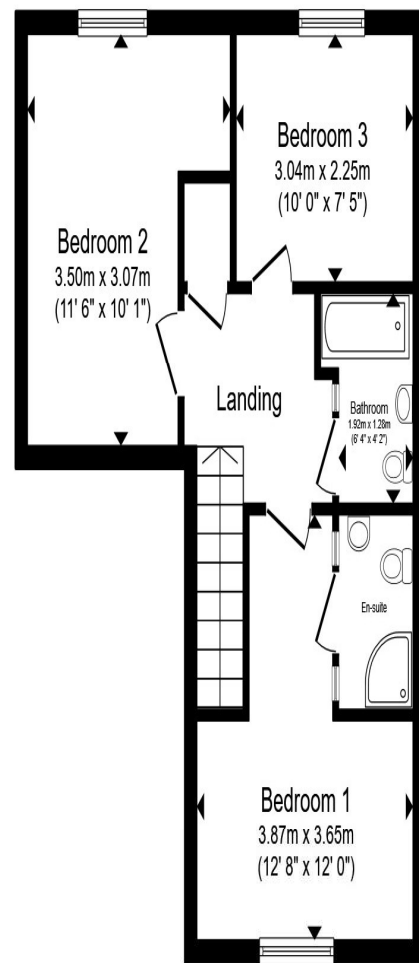 Bedroom 3
3.04m x 2.25m
(10' 0" x 7' 5")
Bedroom 2
3.50m x 3.07m
(11' 6" x 10' 1")
Landing
Bathroom
1.92m x 1.28m
(6' 4" x 4' 2")
En-suite
Bedroom 1
3.87m x 3.65m
(12' 8" x 12' 0")